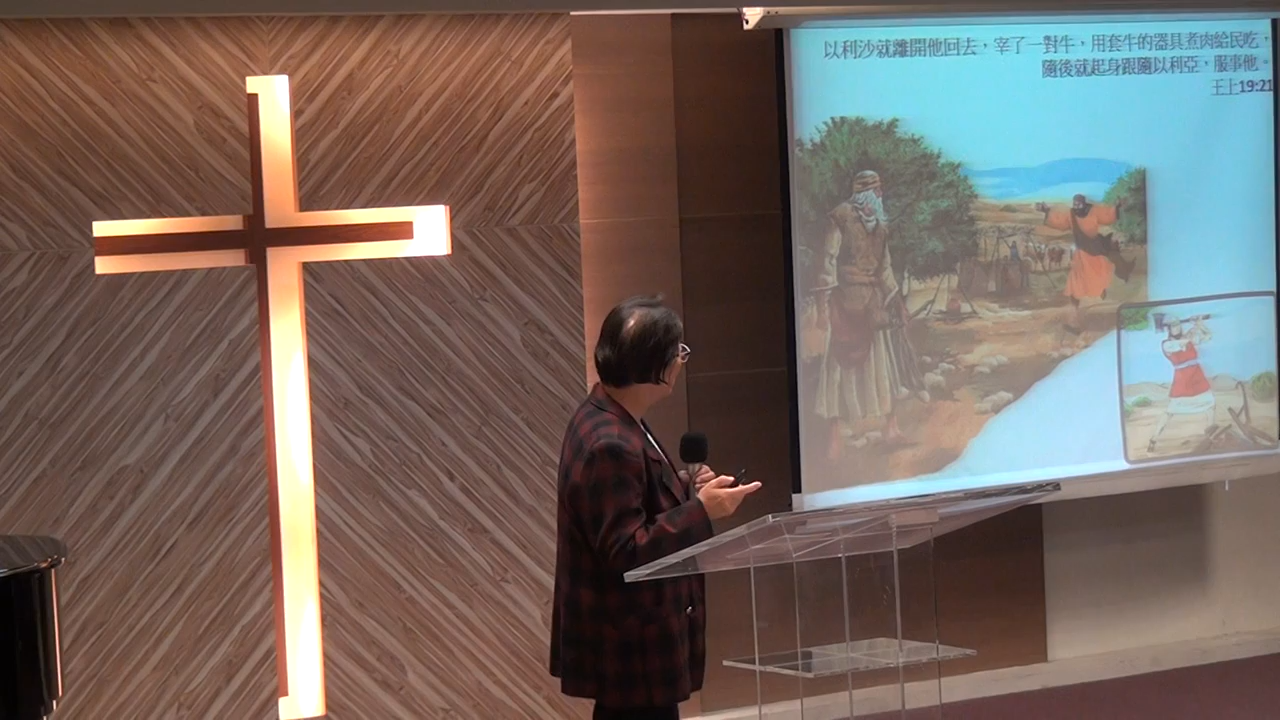 以利沙就離開他回去，宰了一對牛，用套牛的器具煮肉給民吃，
隨後就起身跟隨以利亞，服事他。
王上19:21